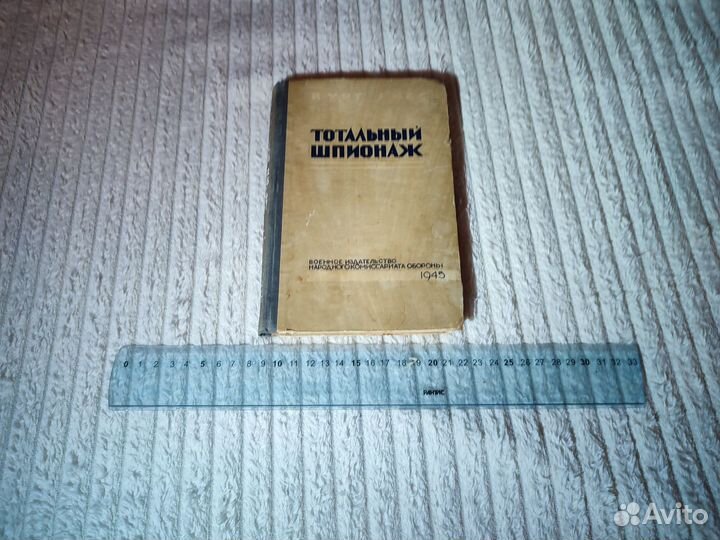 ТОТАЛЬНЫЙ
ШПИОНАЖ
ВОЕННОЕ ИЗДАТЕЛЬСТВО
НАРОДНОГО КОМИССАРИАТА ОБОРОНЫ
1945
0 1 2 3 4 5 6 7 8 9 10 11 12 13 14 15 16 17 18 19 20 21 22 23 24 25 26 27 28 29 30 31 32 33
РАНТИС
Avito